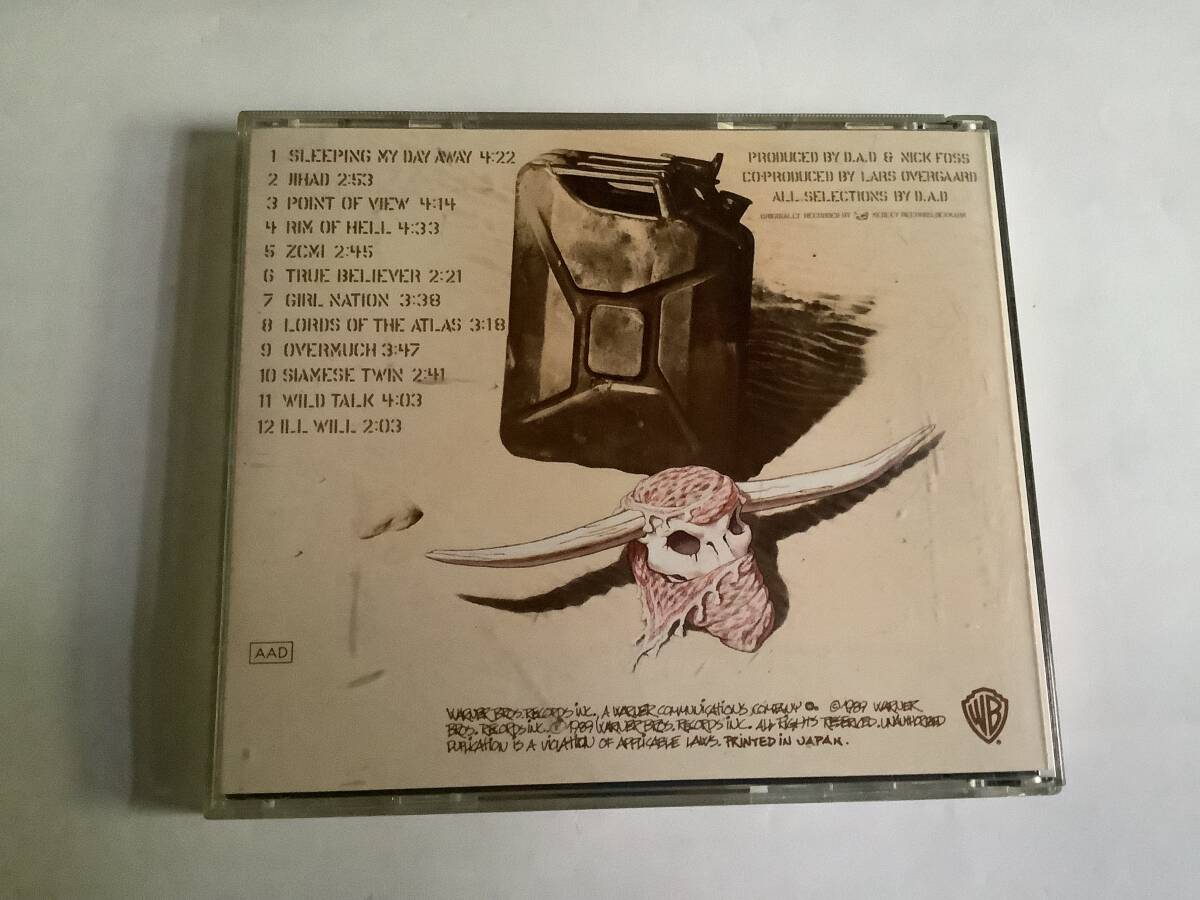 1 SLEEPING MY DAY AWAY 4:22
2 JIHAD 2:53
3 POINT OF VIEW 4:14
4 RIM OF HELL 4:33
5 ZCMI 2:45
6 TRUE BELIEVER 2:21
7 GIRL NATION 3:38
8 LORDS OF THE ATLAS 3:18
9 OVERMUCH 3:47
10 SIAMESE TWIN 2:41
11 WILD TALK 4:03
12 ILL WILL 2:03
PRODUCED BY D.A.D & NICK FOSS
CO-PRODUCED BY LARS OVERGAARD
ALL SELECTIONS BY D.A.D
ORIGINALLY RECORDED BY MEDLEY RECORDS,
AAD
WARNER BROS. RECORDS INC., A WARNER COMMUNICATIONS COMPANY © 1989 WARNER
BROS. RECORDS INC. ℗ 1989 WARNER BROS. RECORDS INC. ALL RIGHTS RESERVED. UNAUTHORIZED
DUPLICATION IS A VIOLATION OF APPLICABLE LAWS. PRINTED IN JAPAN.
WB